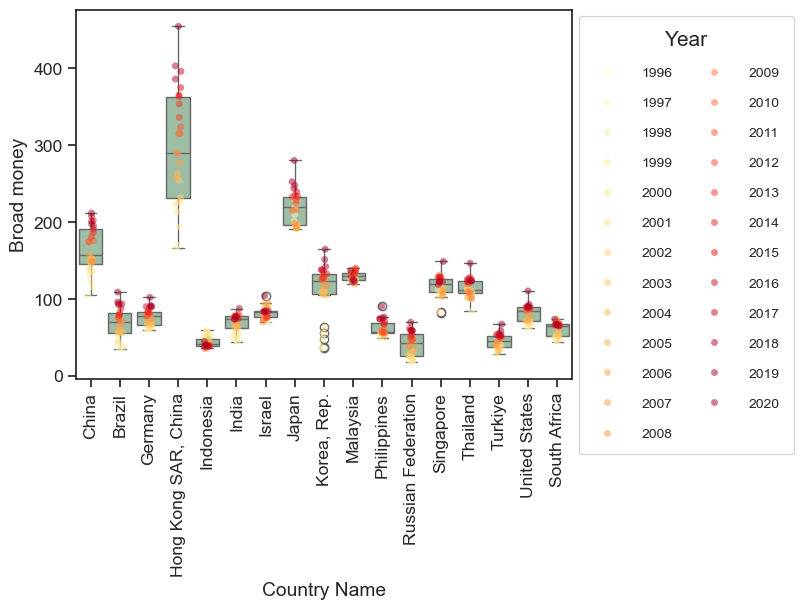 Broad money
400
300
200
100
0
China
Brazil
Germany
Hong Kong SAR, China
Indonesia
India
Israel
Japan
Korea, Rep.
Malaysia
Philippines
Russian Federation
Singapore
Thailand
Turkiye
United States
South Africa
Country Name
Year
1996
1997
1998
1999
2000
2001
2002
2003
2004
2005
2006
2007
2008
2009
2010
2011
2012
2013
2014
2015
2016
2017
2018
2019
2020